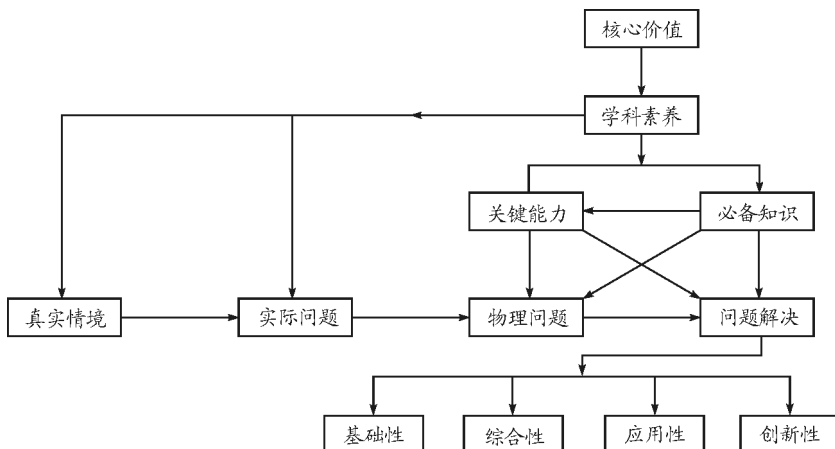 核心价值
学科素养
关键能力
必备知识
真实情境
实际问题
物理问题
问题解决
基础性
综合性
应用性
创新性